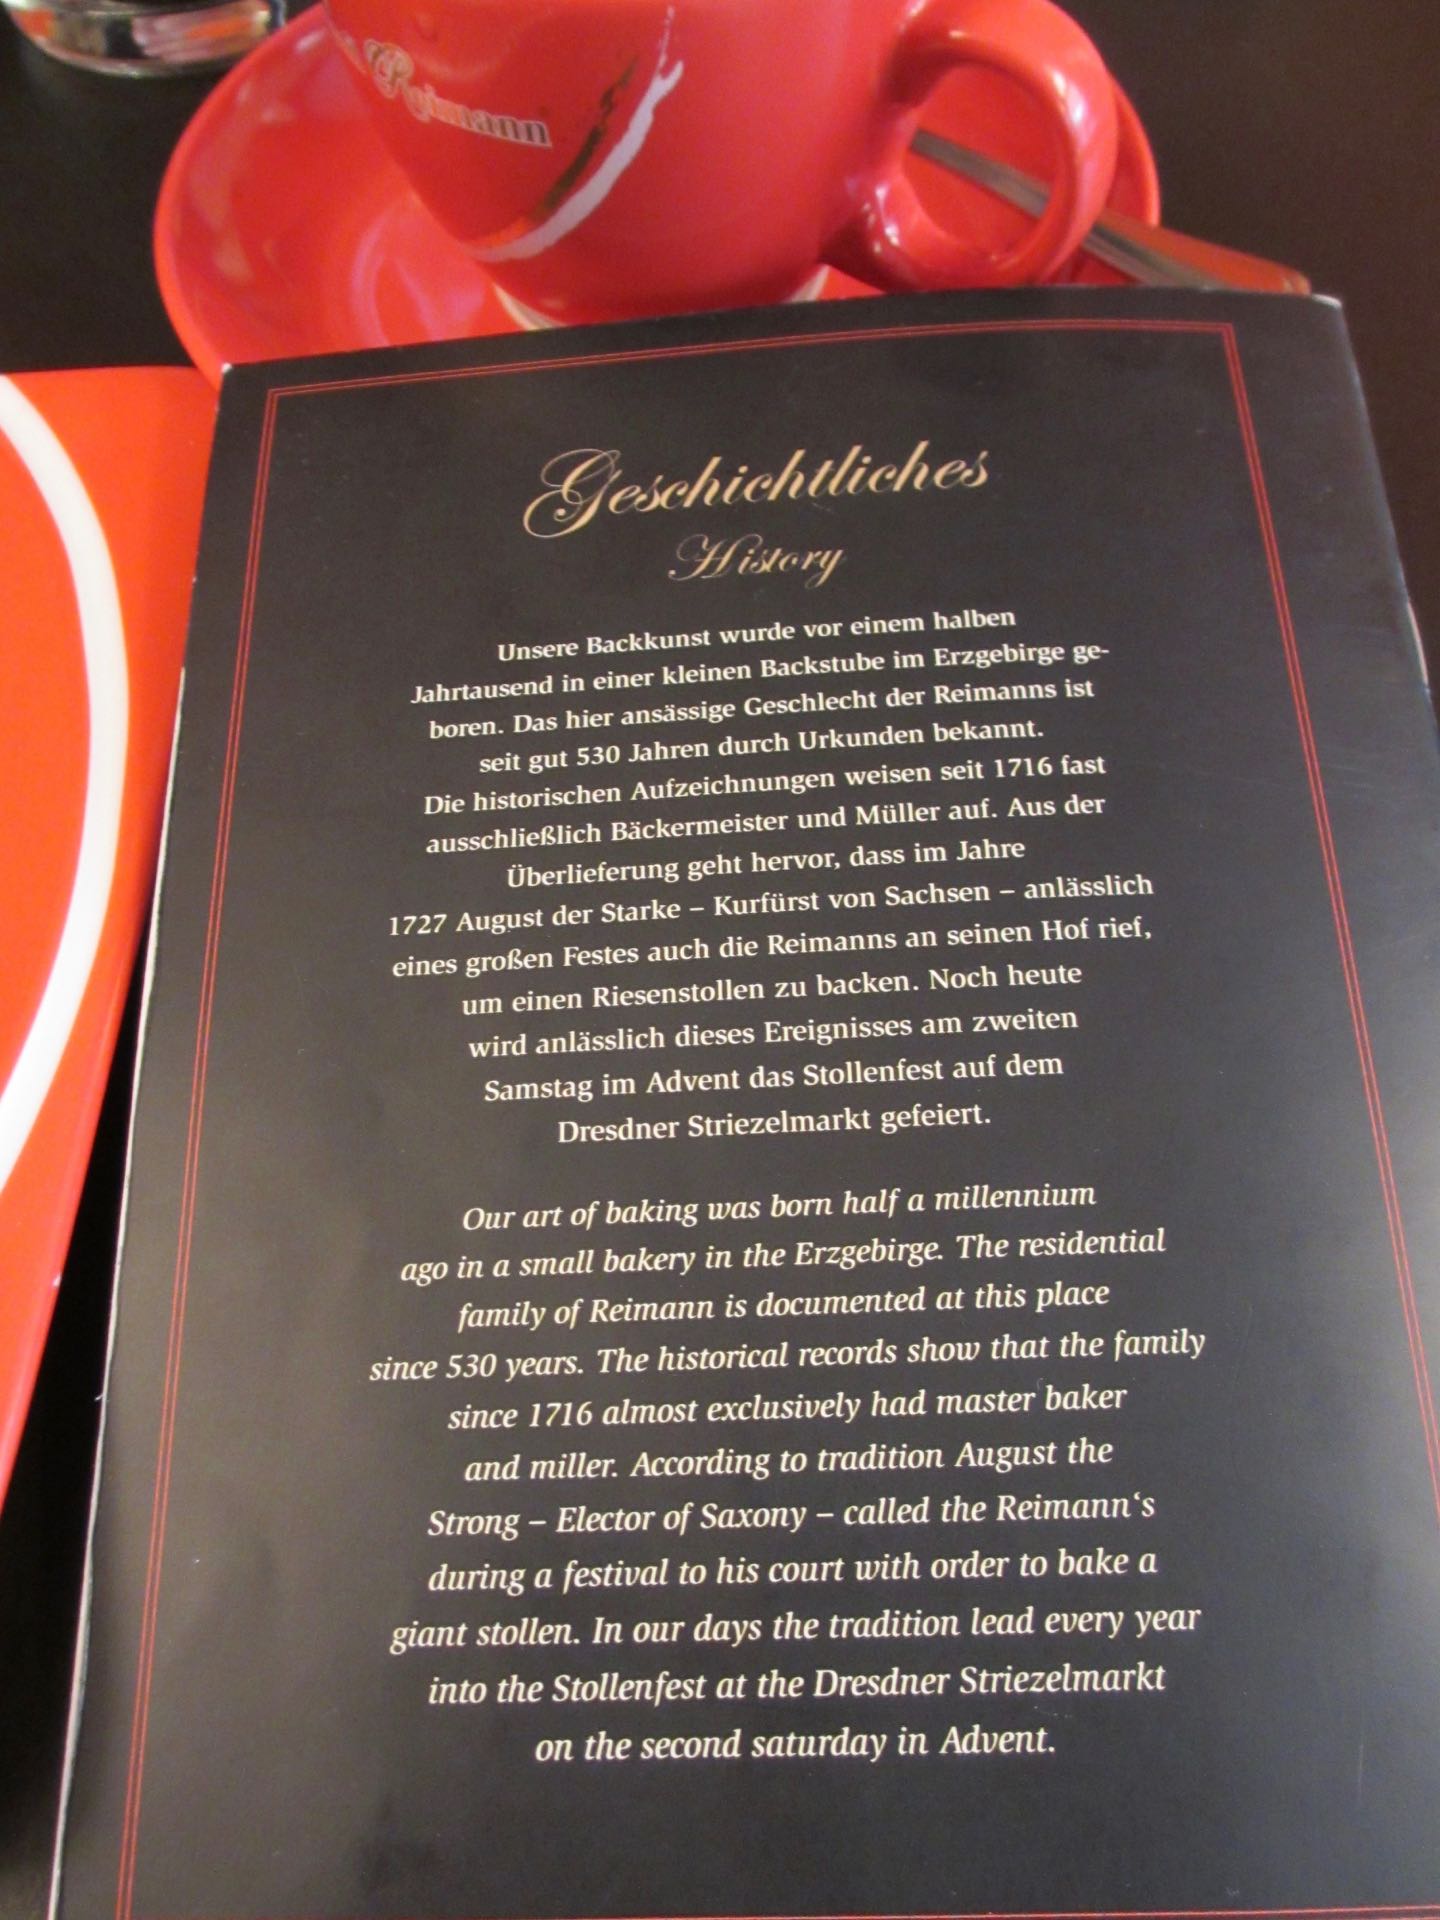 Reimann
Geschichtliches
History
Unsere Backkunst wurde vor einem halben
Jahrtausend in einer kleinen Backstube im Erzgebirge ge-
boren. Das hier ansässige Geschlecht der Reimanns ist
seit gut 530 Jahren durch Urkunden bekannt.
Die historischen Aufzeichnungen weisen seit 1716 fast
ausschließlich Bäckermeister und Müller auf. Aus der
Überlieferung geht hervor, dass im Jahre
1727 August der Starke – Kurfürst von Sachsen – anlässlich
eines großen Festes auch die Reimanns an seinen Hof rief,
um einen Riesenstollen zu backen. Noch heute
wird anlässlich dieses Ereignisses am zweiten
Samstag im Advent das Stollenfest auf dem
Dresdner Striezelmarkt gefeiert.
Our art of baking was born half a millennium
ago in a small bakery in the Erzgebirge. The residential
family of Reimann is documented at this place
since 530 years. The historical records show that the family
since 1716 almost exclusively had master baker
and miller. According to tradition August the
Strong – Elector of Saxony – called the Reimann‘s
during a festival to his court with order to bake a
giant stollen. In our days the tradition lead every year
into the Stollenfest at the Dresdner Striezelmarkt
on the second saturday in Advent.